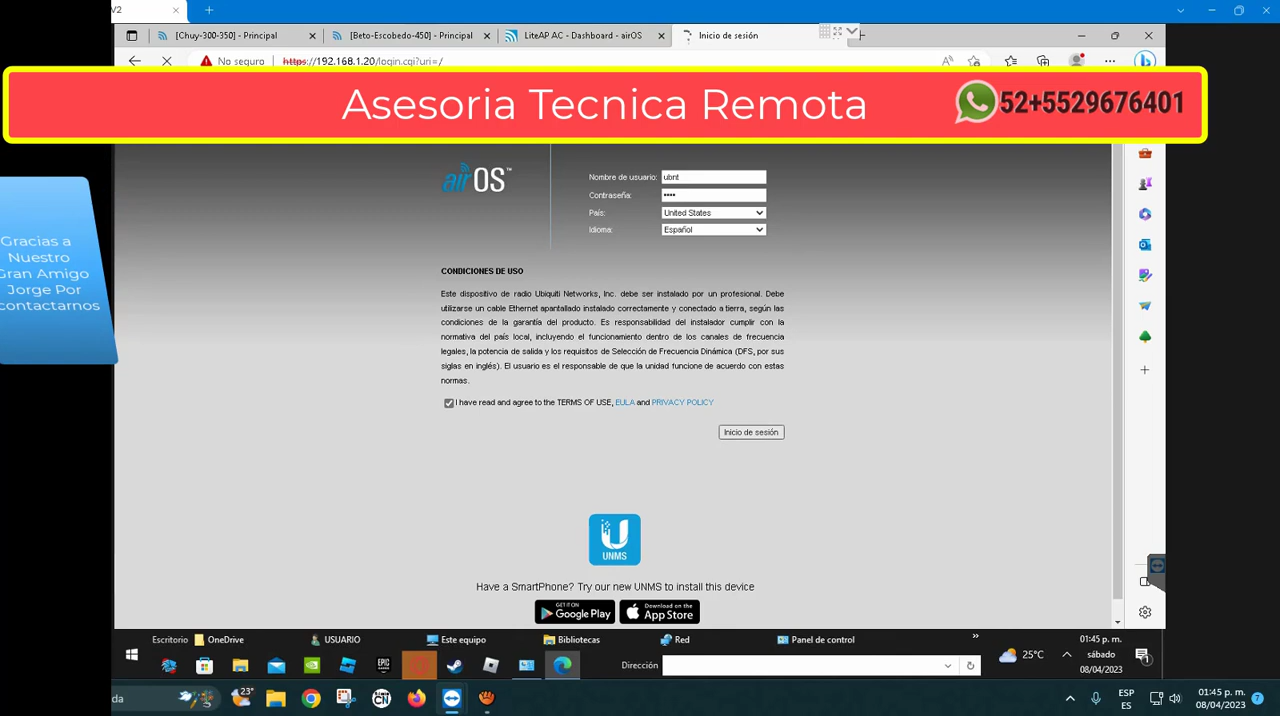 V2
[Chuy-300-350] - Principal
[Beto-Escobedo-450] - Principal
LiteAP AC - Dashboard - airOS
Inicio de sesión
No seguro
https://192.168.1.20/login.cgi?uri=/
Asesoria Tecnica Remota
52+5529676401
Gracias a
Nuestro
Gran Amigo
Jorge Por
contactarnos
airOS™
Nombre de usuario: ubnt
Contraseña: ••••
País: United States
Idioma: Español
CONDICIONES DE USO
Este dispositivo de radio Ubiquiti Networks, Inc. debe ser instalado por un profesional. Debe
utilizarse un cable Ethernet apantallado instalado correctamente y conectado a tierra, según las
condiciones de la garantía del producto. Es responsabilidad del instalador cumplir con la
normativa del país local, incluyendo el funcionamiento dentro de los canales de frecuencia
legales, la potencia de salida y los requisitos de Selección de Frecuencia Dinámica (DFS, por sus
siglas en inglés). El usuario es el responsable de que la unidad funcione de acuerdo con estas
normas.
I have read and agree to the TERMS OF USE, EULA and PRIVACY POLICY
Inicio de sesión
UNMS
Have a SmartPhone? Try our new UNMS to install this device
GET IT ON
Google Play
Download on the
App Store
Escritorio OneDrive USUARIO Este equipo Bibliotecas Red Panel de control
01:45 p. m.
sábado
08/04/2023
25°C
Dirección
da
23°
ESP
ES
01:45 p. m.
08/04/2023